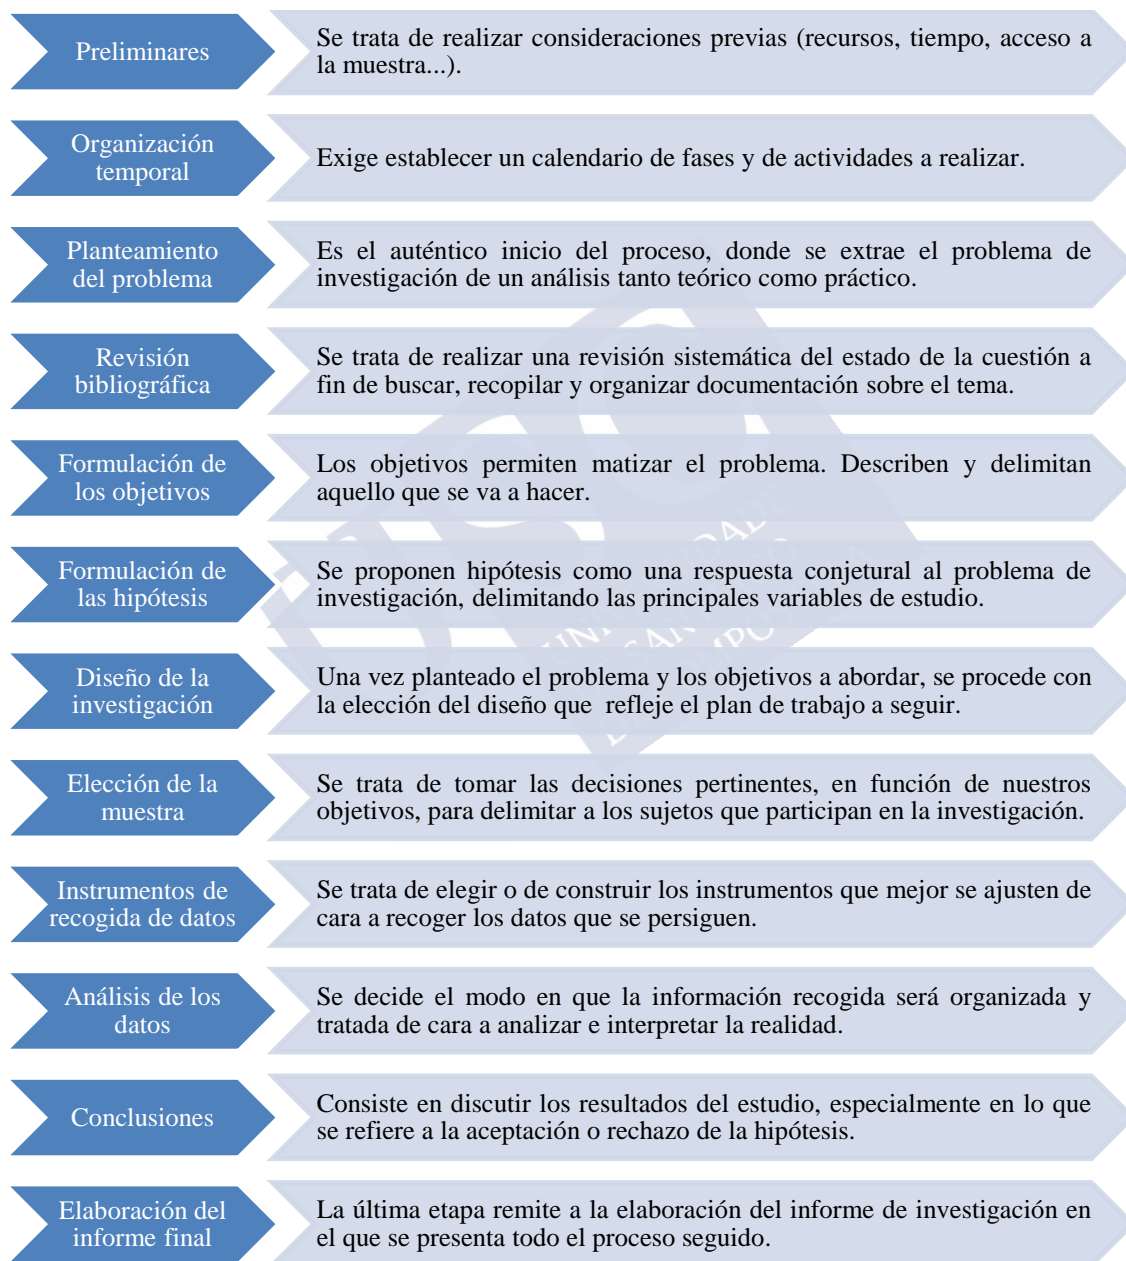 Preliminares
Se trata de realizar consideraciones previas (recursos, tiempo, acceso a
la muestra...).
Organización
temporal
Exige establecer un calendario de fases y de actividades a realizar.
Planteamiento
del problema
Es el auténtico inicio del proceso, donde se extrae el problema de
investigación de un análisis tanto teórico como práctico.
Revisión
bibliográfica
Se trata de realizar una revisión sistemática del estado de la cuestión a
fin de buscar, recopilar y organizar documentación sobre el tema.
Formulación de
los objetivos
Los objetivos permiten matizar el problema. Describen y delimitan
aquello que se va a hacer.
Formulación de
las hipótesis
Se proponen hipótesis como una respuesta conjetural al problema de
investigación, delimitando las principales variables de estudio.
Diseño de la
investigación
Una vez planteado el problema y los objetivos a abordar, se procede con
la elección del diseño que  refleje el plan de trabajo a seguir.
Elección de la
muestra
Se trata de tomar las decisiones pertinentes, en función de nuestros
objetivos, para delimitar a los sujetos que participan en la investigación.
Instrumentos de
recogida de datos
Se trata de elegir o de construir los instrumentos que mejor se ajusten de
cara a recoger los datos que se persiguen.
Análisis de los
datos
Se decide el modo en que la información recogida será organizada y
tratada de cara a analizar e interpretar la realidad.
Conclusiones
Consiste en discutir los resultados del estudio, especialmente en lo que
se refiere a la aceptación o rechazo de la hipótesis.
Elaboración del
informe final
La última etapa remite a la elaboración del informe de investigación en
el que se presenta todo el proceso seguido.
USC